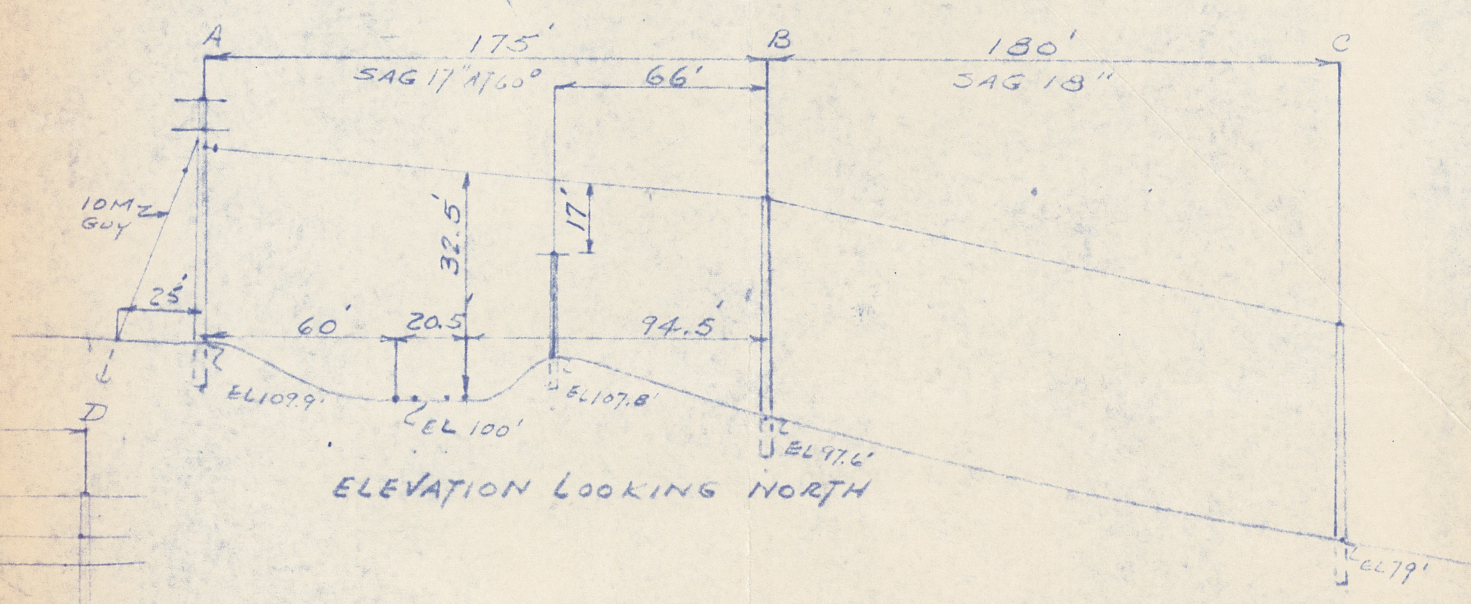 A 175' B 180' C
SAG 17" AT 60° 66' SAG 18"
10M
GUY
32.5'
17'
25'
60' 20.5' 94.5'
EL 109.9'
EL 107.8'
EL 100'
D
EL 97.6'
ELEVATION LOOKING NORTH
EL 79'